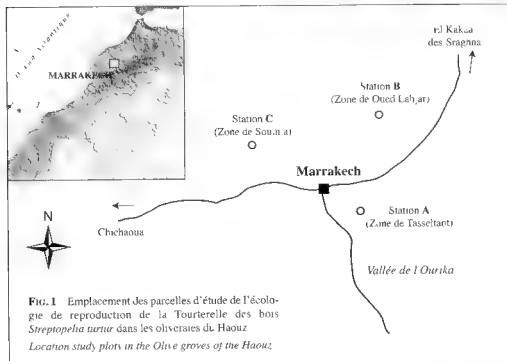 MARRAKECH
El Kalaa
des Sraghna
Station B
(Zone de Oued Lahjar)
Station C
(Zone de Souihla)
Marrakech
Station A
(Zone de Tasseltant)
N
Chichaoua
Vallée de l'Ourika
FIG. 1 Emplacement des parcelles d'étude de l'écolo-
gie de reproduction de la Tourterelle des bois
Streptopelia turtur dans les oliveraies du Haouz
Location study plots in the Olive groves of the Haouz